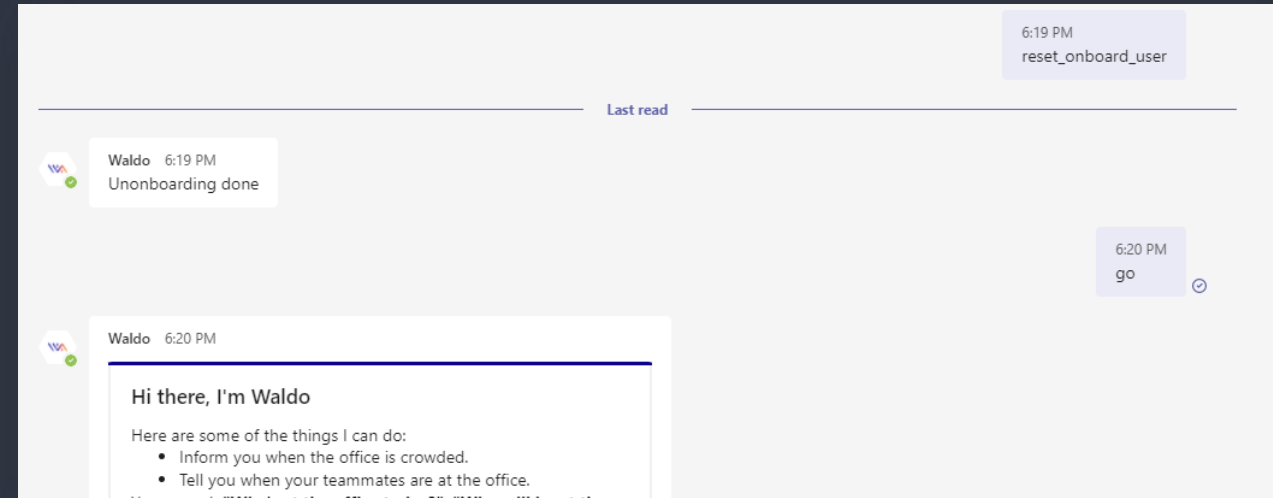 6:19 PM
reset_onboard_user
Last read
Waldo 6:19 PM
Unonboarding done
6:20 PM
go
Waldo 6:20 PM
Hi there, I'm Waldo
Here are some of the things I can do:
• Inform you when the office is crowded.
• Tell you when your teammates are at the office.